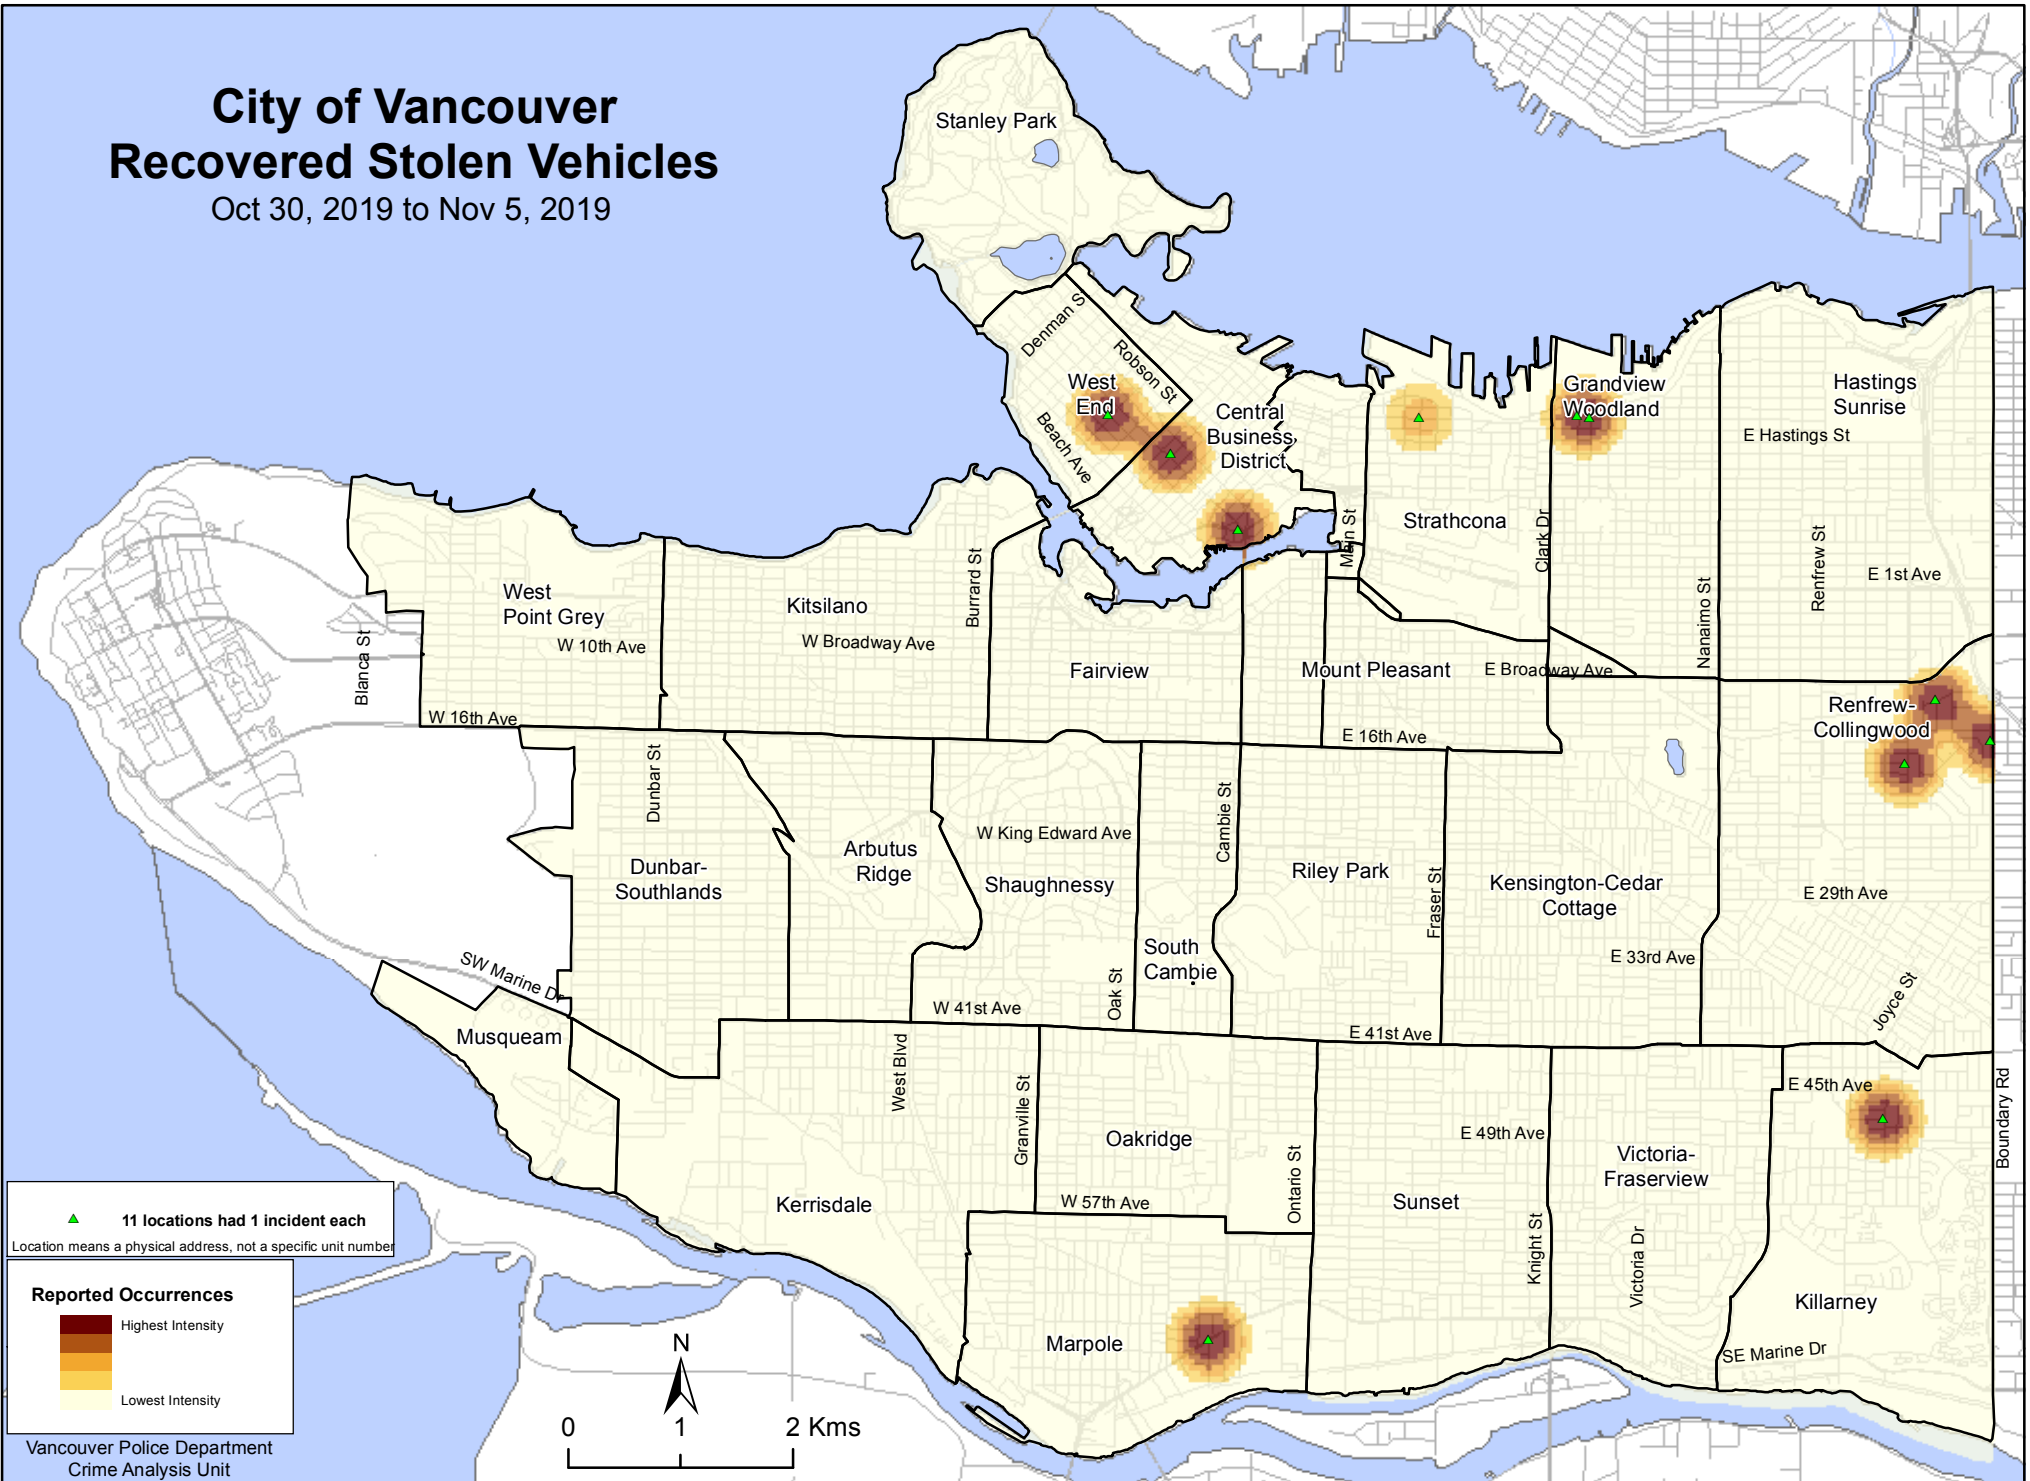 City of Vancouver
Recovered Stolen Vehicles
Oct 30, 2019 to Nov 5, 2019
Stanley Park
Denman S
Robson St
West
End
Beach Ave
Central
Business
District
Grandview
Woodland
Hastings
Sunrise
E Hastings St
Strathcona
Main St
Clark Dr
Nanaimo St
Renfrew St
E 1st Ave
West
Point Grey
W 10th Ave
Blanca St
Kitsilano
W Broadway Ave
Burrard St
Fairview
Mount Pleasant
E Broadway Ave
W 16th Ave
E 16th Ave
Renfrew-
Collingwood
Dunbar St
Dunbar-
Southlands
Arbutus
Ridge
W King Edward Ave
Shaughnessy
Cambie St
Riley Park
Fraser St
Kensington-Cedar
Cottage
E 29th Ave
South
Cambie
Oak St
E 33rd Ave
Joyce St
SW Marine Dr
W 41st Ave
E 41st Ave
Musqueam
West Blvd
Granville St
Oakridge
Ontario St
E 49th Ave
E 45th Ave
Boundary Rd
Victoria-
Fraserview
Kerrisdale
W 57th Ave
Sunset
Knight St
Victoria Dr
Killarney
Marpole
SE Marine Dr
11 locations had 1 incident each
Location means a physical address, not a specific unit number
Reported Occurrences
Highest Intensity
Lowest Intensity
Vancouver Police Department
Crime Analysis Unit
N
0 1 2 Kms